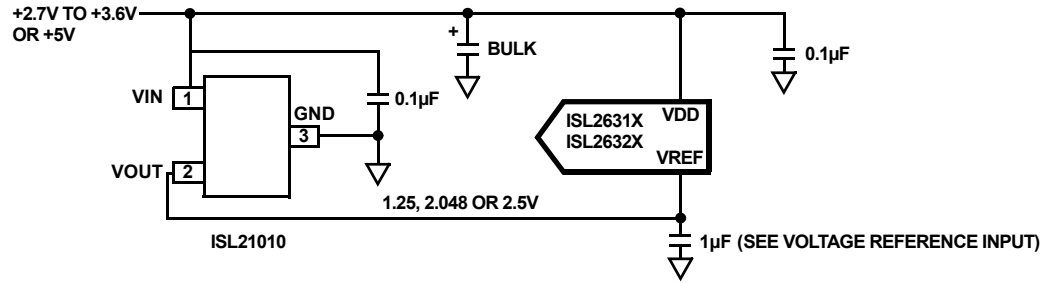 +2.7V TO +3.6V
OR +5V
+
BULK
0.1µF
VIN
1
GND
3
0.1µF
ISL2631X
ISL2632X
VDD
VREF
VOUT
2
1.25, 2.048 OR 2.5V
ISL21010
1µF (SEE VOLTAGE REFERENCE INPUT)